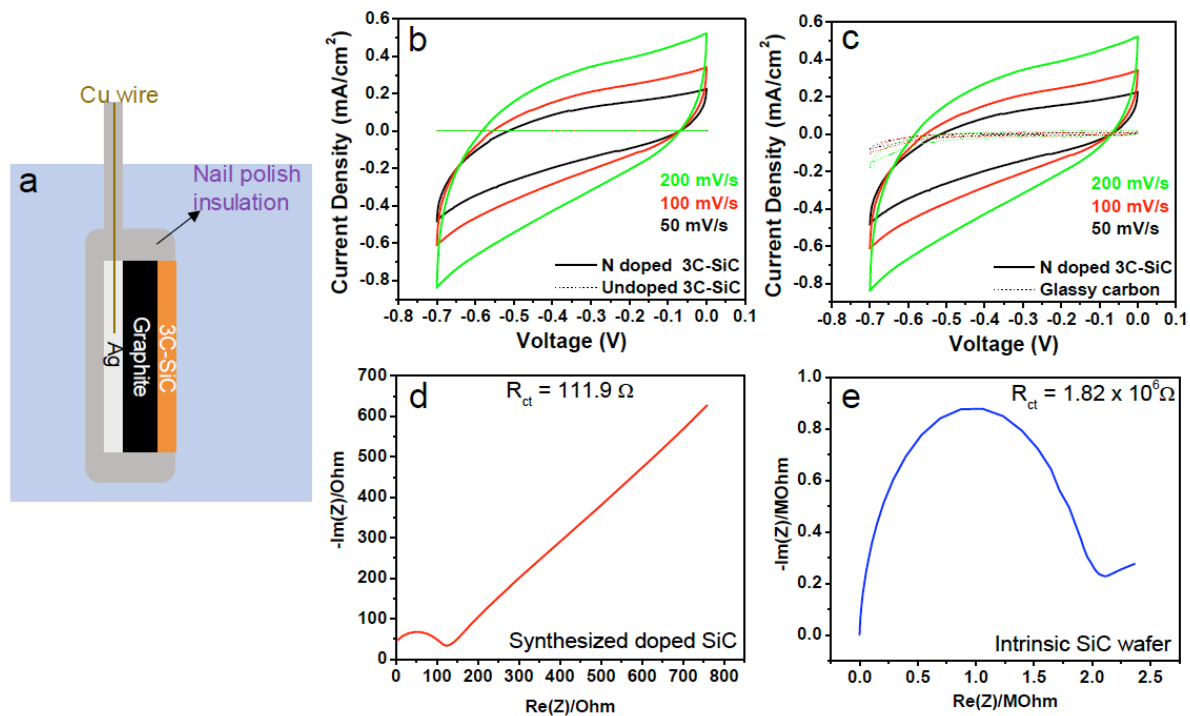 a
Cu wire
Nail polish
insulation
Ag
Graphite
3C-SiC
b
Current Density (mA/cm²)
0.6
0.4
0.2
0.0
-0.2
-0.4
-0.6
-0.8
200 mV/s
100 mV/s
50 mV/s
N doped 3C-SiC
Undoped 3C-SiC
-0.8 -0.7 -0.6 -0.5 -0.4 -0.3 -0.2 -0.1 0.0 0.1
Voltage (V)
c
Current Density (mA/cm²)
0.6
0.4
0.2
0.0
-0.2
-0.4
-0.6
-0.8
200 mV/s
100 mV/s
50 mV/s
N doped 3C-SiC
Glassy carbon
-0.8 -0.7 -0.6 -0.5 -0.4 -0.3 -0.2 -0.1 0.0 0.1
Voltage (V)
d
R_ct = 111.9 Ω
-Im(Z)/Ohm
700
600
500
400
300
200
100
0
Synthesized doped SiC
0 100 200 300 400 500 600 700 800
Re(Z)/Ohm
e
R_ct = 1.82 x 10⁶Ω
-Im(Z)/MOhm
1.0
0.8
0.6
0.4
0.2
0.0
Intrinsic SiC wafer
0.0 0.5 1.0 1.5 2.0 2.5
Re(Z)/MOhm